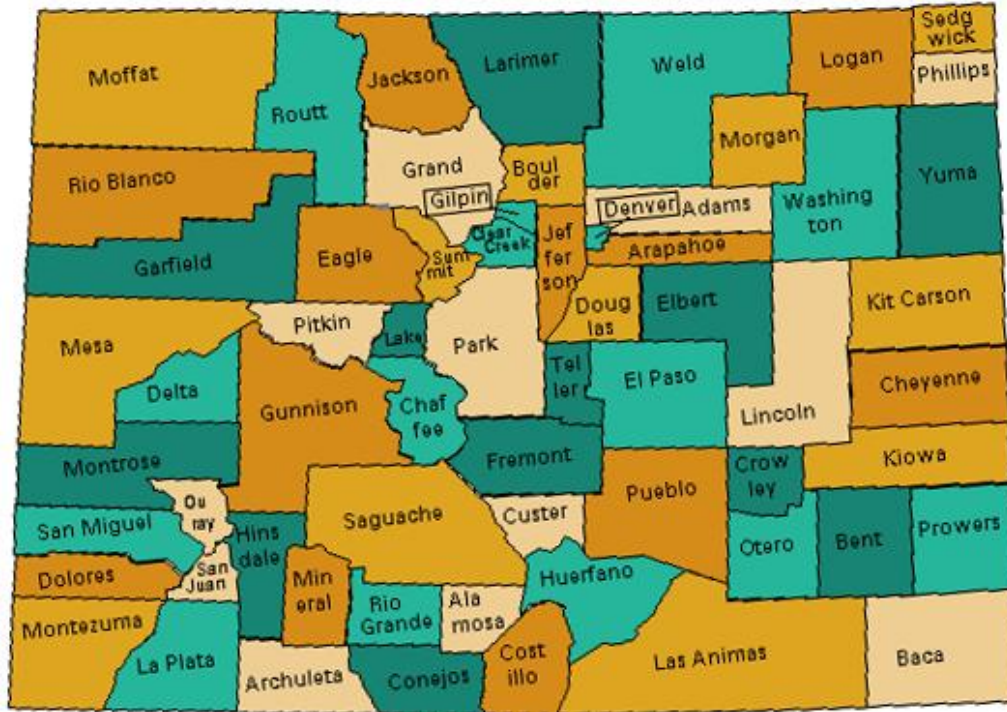 Moffat
Routt
Jackson
Larimer
Weld
Logan
Sedg
wick
Phillips
Rio Blanco
Grand
Gilpin
Boul
der
Morgan
Washing
ton
Yuma
Garfield
Eagle
Sum
mit
Clear
Creek
Jef
fer
son
Denver
Adams
Arapahoe
Mesa
Pitkin
Lake
Park
Doug
las
Elbert
Kit Carson
Delta
Gunnison
Chaf
fee
Tel
ler
El Paso
Lincoln
Cheyenne
Montrose
Ou
ray
Fremont
Pueblo
Crow
ley
Kiowa
San Miguel
Hins
dale
Saguache
Custer
Otero
Bent
Prowers
Dolores
San
Juan
Min
eral
Rio
Grande
Ala
mosa
Huerfano
Montezuma
La Plata
Archuleta
Conejos
Cost
illo
Las Animas
Baca